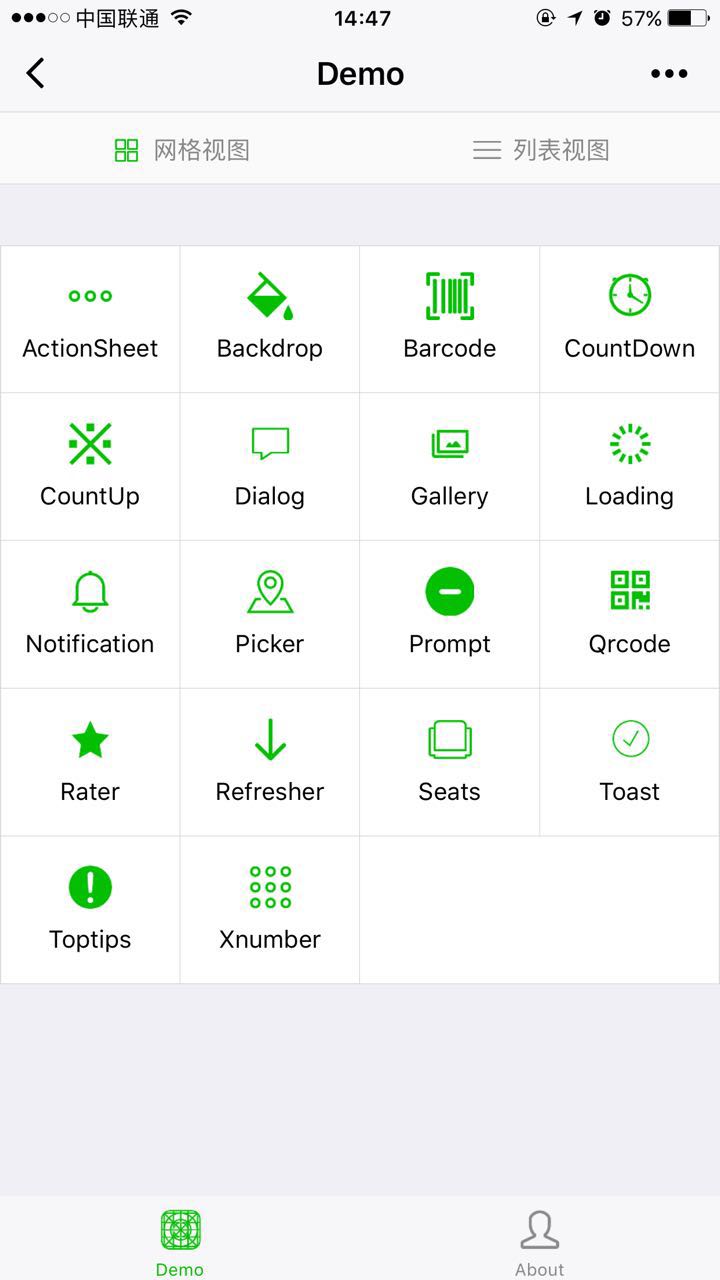 中国联通 14:47 57%
Demo
网格视图 列表视图
ActionSheet Backdrop Barcode CountDown
CountUp Dialog Gallery Loading
Notification Picker Prompt Qrcode
Rater Refresher Seats Toast
Toptips Xnumber
Demo About